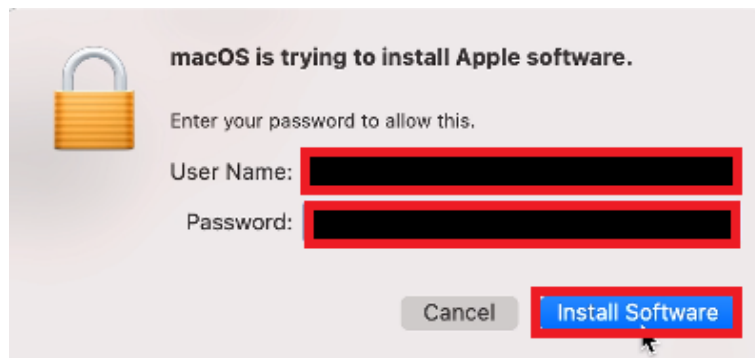 macOS is trying to install Apple software.
Enter your password to allow this.
User Name:
Password:
Cancel Install Software